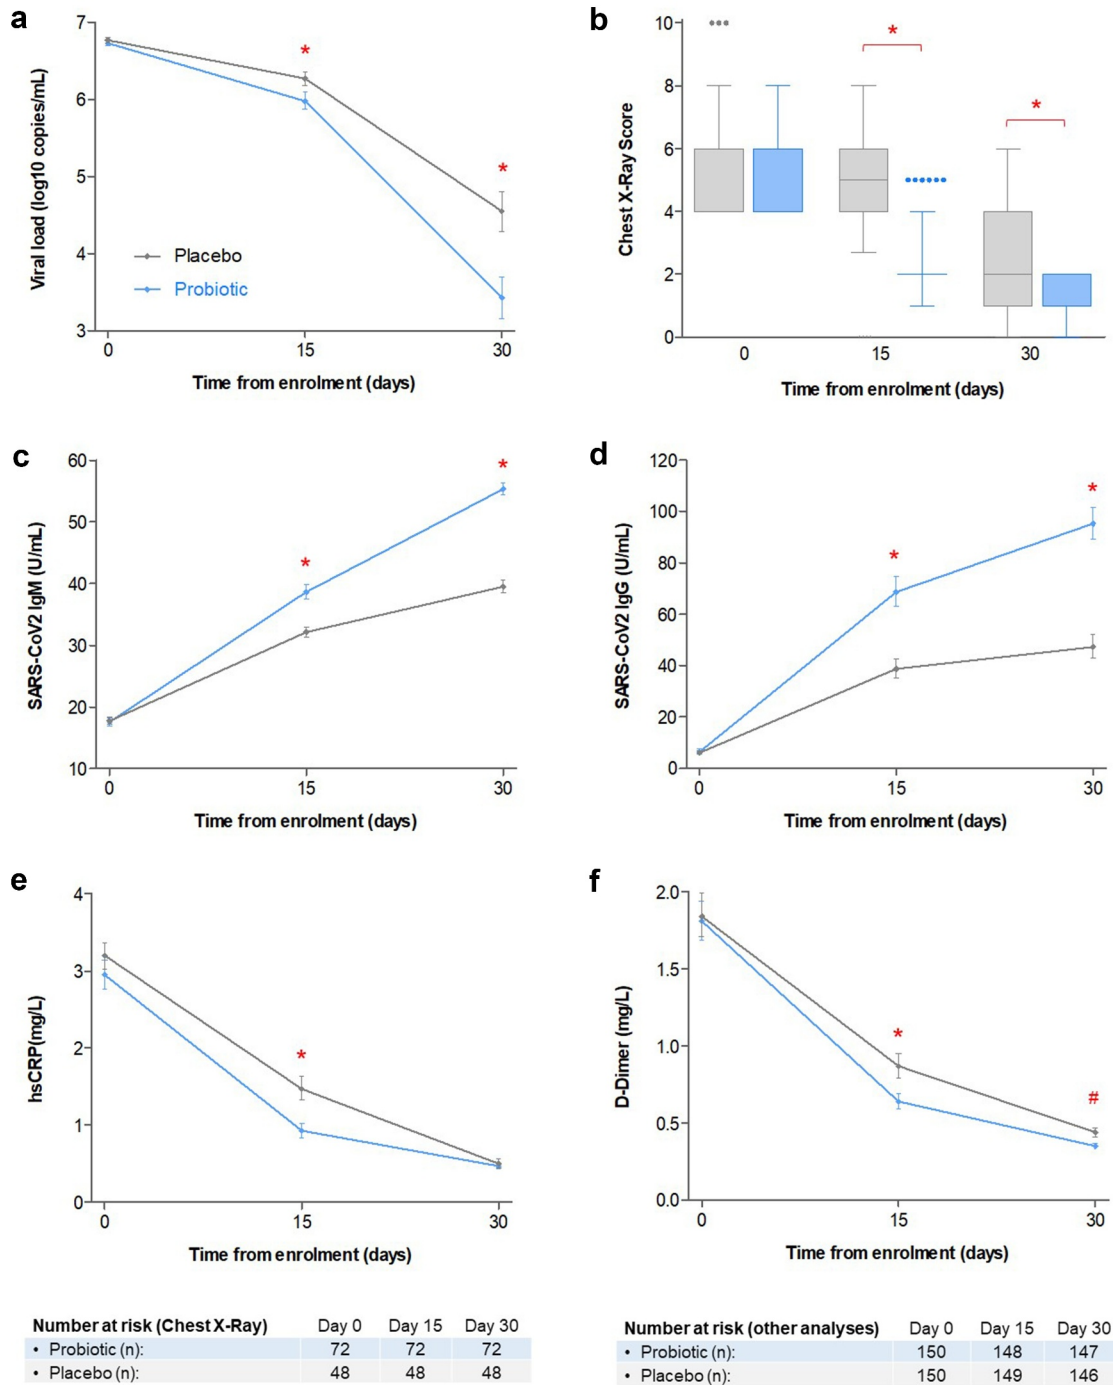 a
7
6
5
4
3
Viral load (log10 copies/mL)
*
*
Placebo
Probiotic
0 15 30
Time from enrolment (days)
b
10
8
6
4
2
0
Chest X-Ray Score
*
*
0 15 30
Time from enrolment (days)
c
60
50
40
30
20
10
SARS-CoV2 IgM (U/mL)
*
*
0 15 30
Time from enrolment (days)
d
120
100
80
60
40
20
0
SARS-CoV2 IgG (U/mL)
*
*
0 15 30
Time from enrolment (days)
e
4
3
2
1
0
hsCRP(mg/L)
*
0 15 30
Time from enrolment (days)
f
2.0
1.5
1.0
0.5
0.0
D-Dimer (mg/L)
*
#
0 15 30
Time from enrolment (days)
Number at risk (Chest X-Ray) Day 0 Day 15 Day 30
• Probiotic (n): 72 72 72
• Placebo (n): 48 48 48
Number at risk (other analyses) Day 0 Day 15 Day 30
• Probiotic (n): 150 148 147
• Placebo (n): 150 149 146